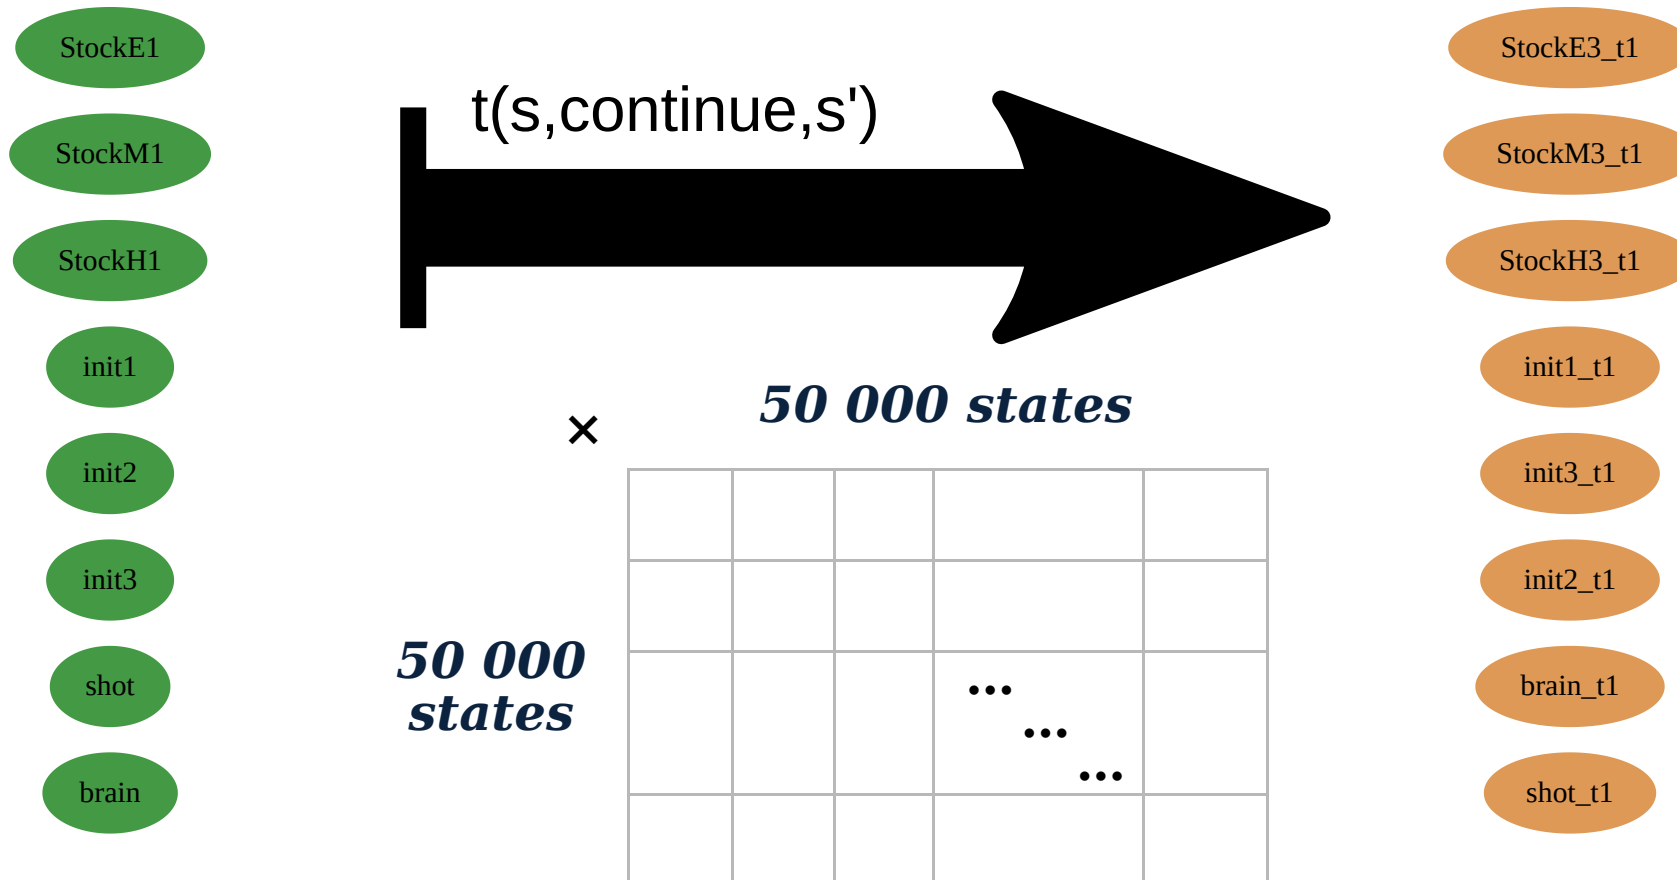 StockE1
StockM1
StockH1
init1
init2
init3
shot
brain
t(s,continue,s')
×
50 000 states
50 000
states
...
...
...
StockE3_t1
StockM3_t1
StockH3_t1
init1_t1
init3_t1
init2_t1
brain_t1
shot_t1